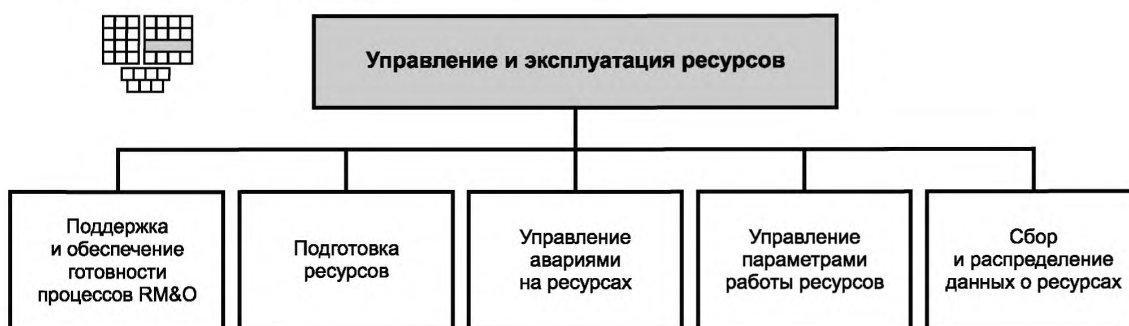 Управление и эксплуатация ресурсов
Поддержка
и обеспечение
готовности
процессов RM&O
Подготовка
ресурсов
Управление
авариями
на ресурсах
Управление
параметрами
работы ресурсов
Сбор
и распределение
данных о ресурсах